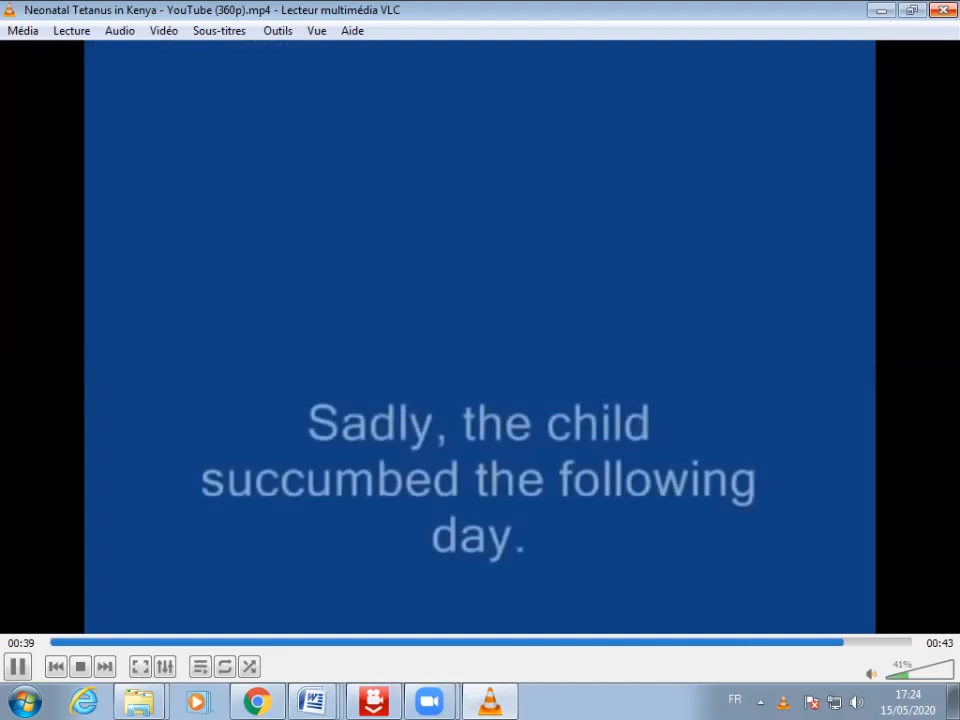 Neonatal Tetanus in Kenya - YouTube (360p).mp4 - Lecteur multimédia VLC
Média Lecture Audio Vidéo Sous-titres Outils Vue Aide
Sadly, the child
succumbed the following
day.
00:39 00:43
41%
FR 17:24
15/05/2020